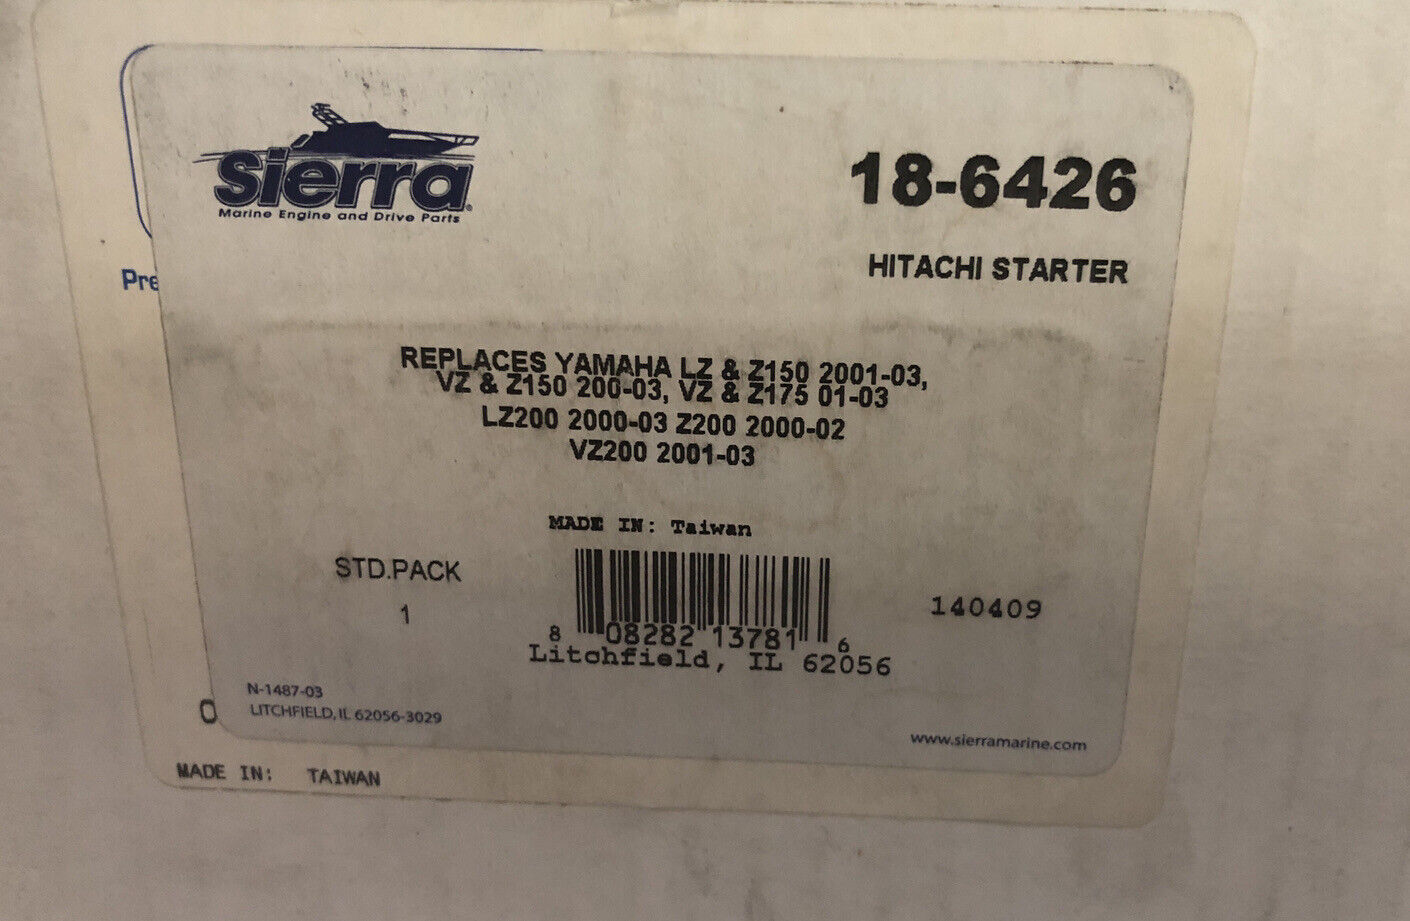 Sierra
Marine Engine and Drive Parts
18-6426
HITACHI STARTER
Pre
REPLACES YAMAHA LZ & Z150 2001-03,
VZ & Z150 200-03, VZ & Z175 01-03
LZ200 2000-03 Z200 2000-02
VZ200 2001-03
MADE IN: Taiwan
STD.PACK
1
140409
8 08282 13781 6
Litchfield, IL 62056
N-1487-03
LITCHFIELD, IL 62056-3029
www.sierramarine.com
MADE IN: TAIWAN